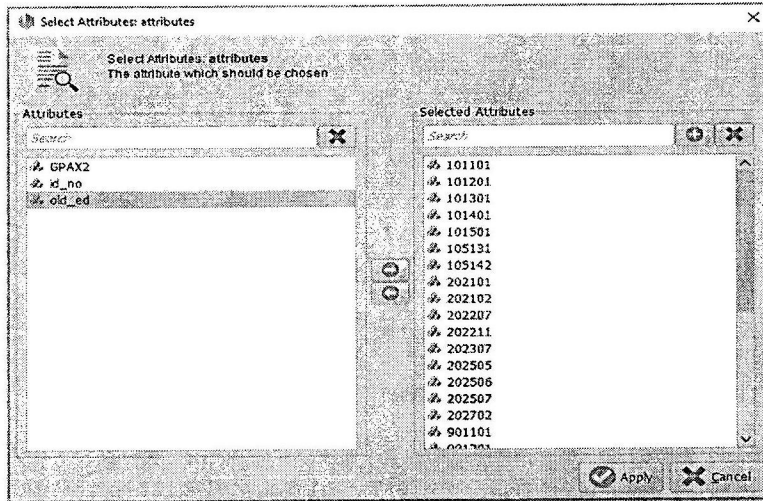 Select Attributes: attributes
Select Attributes: attributes
The attribute which should be chosen
Attributes
Search
GPAX2
id_no
old_ed
Selected Attributes
Search
101101
101201
101301
101401
101501
105131
105142
202101
202102
202207
202211
202307
202505
202506
202507
202702
901101
Apply
Cancel